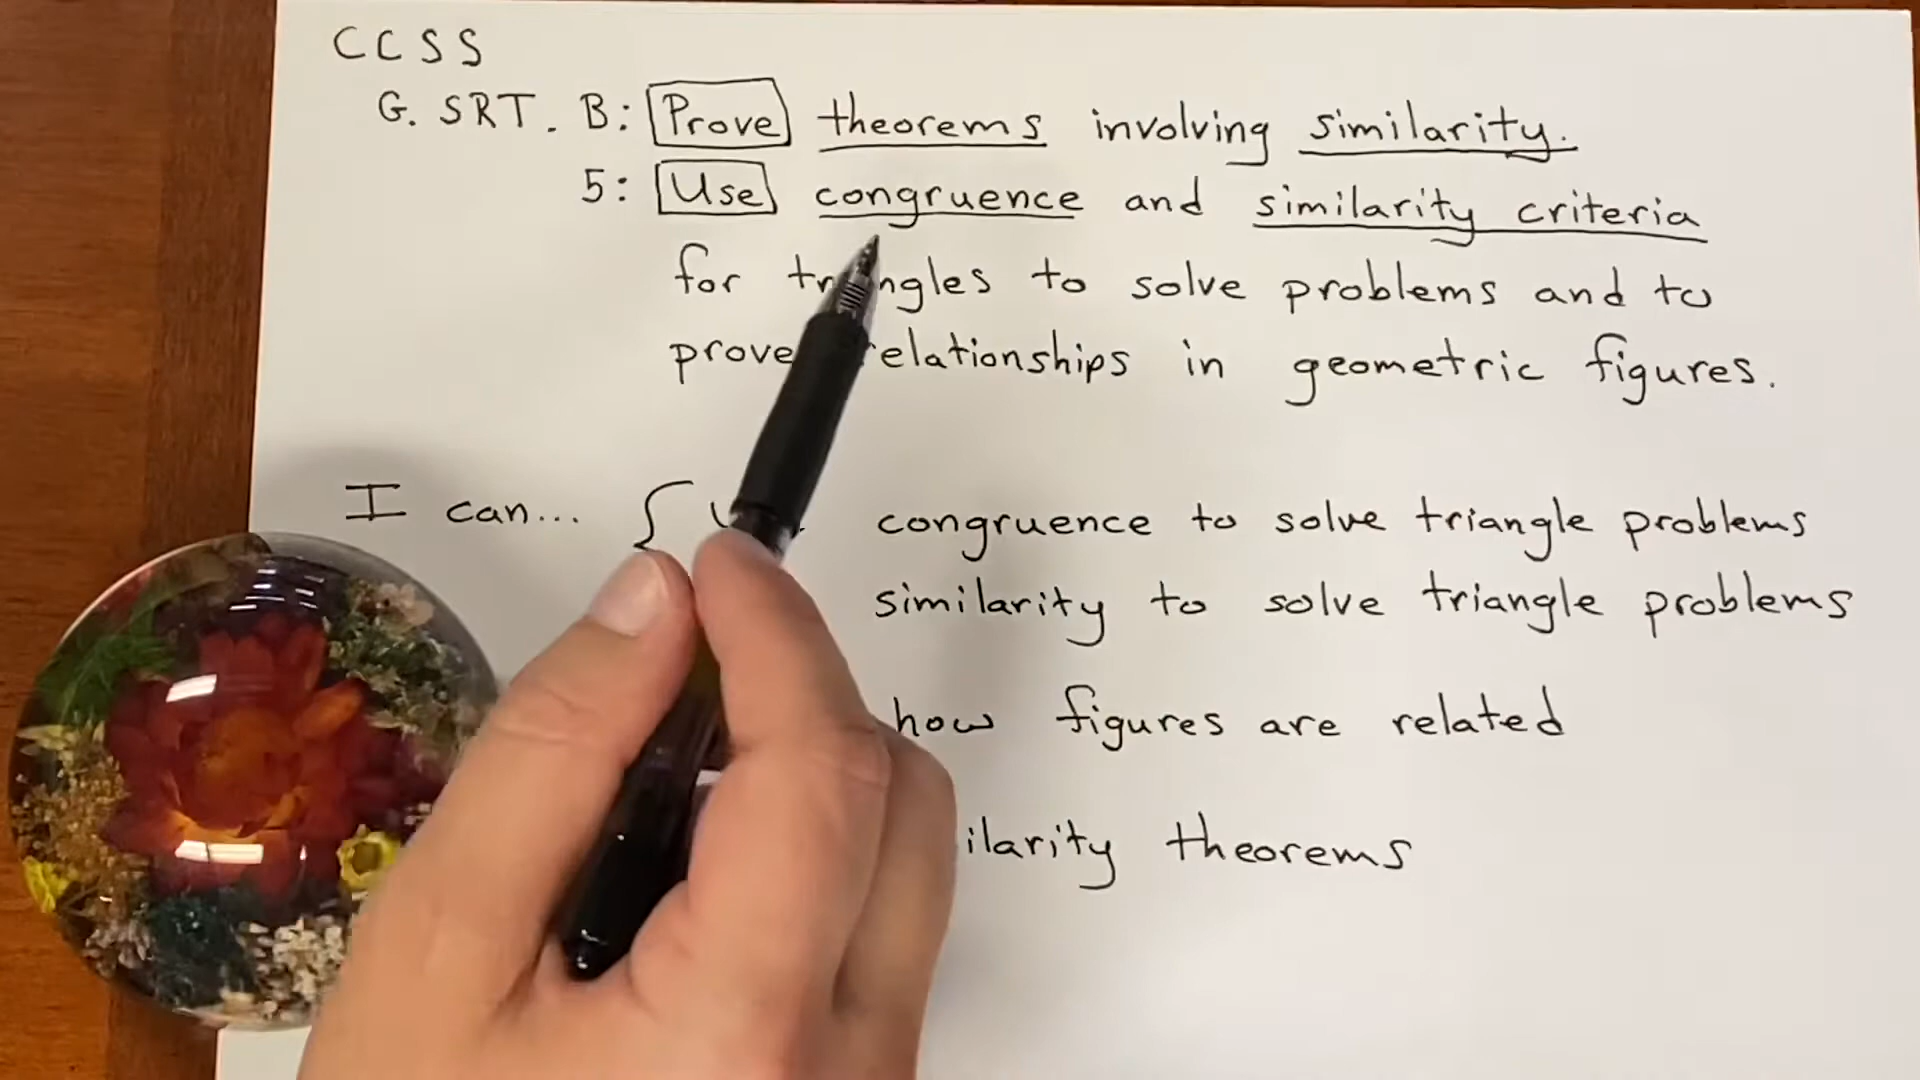 CCSS
G. SRT. B: Prove theorems involving similarity.
5: Use congruence and similarity criteria
for triangles to solve problems and to
prove relationships in geometric figures.
I can... { congruence to solve triangle problems
similarity to solve triangle problems
how figures are related
ilarity theorems